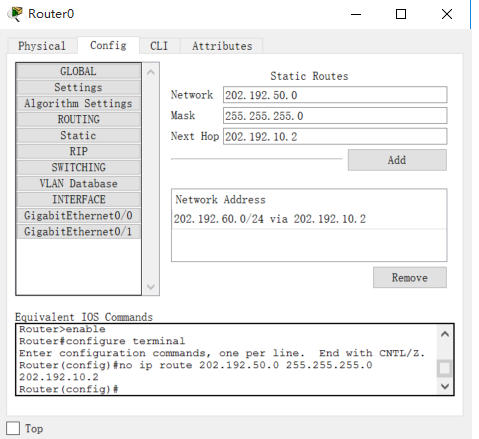 Router0
Physical Config CLI Attributes
GLOBAL
Settings
Algorithm Settings
ROUTING
Static
RIP
SWITCHING
VLAN Database
INTERFACE
GigabitEthernet0/0
GigabitEthernet0/1
Static Routes
Network 202.192.50.0
Mask 255.255.255.0
Next Hop 202.192.10.2
Add
Network Address
202.192.60.0/24 via 202.192.10.2
Remove
Equivalent IOS Commands
Router>enable
Router#configure terminal
Enter configuration commands, one per line. End with CNTL/Z.
Router(config)#no ip route 202.192.50.0 255.255.255.0
202.192.10.2
Router(config)#
Top